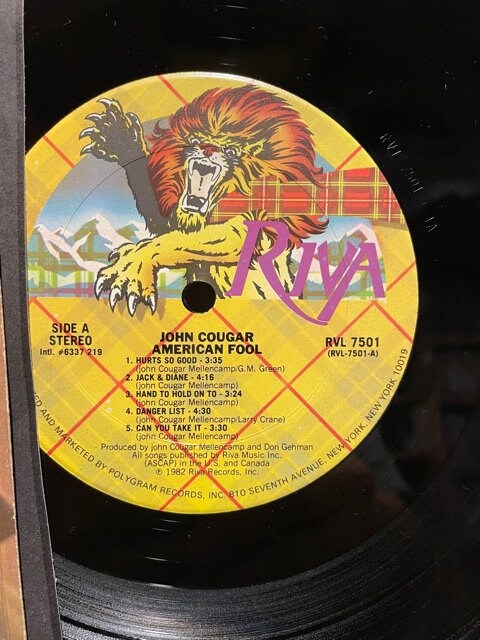 RIVA
SIDE A
STEREO
Intl. #6337 219
RVL 7501
(RVL-7501-A)
JOHN COUGAR
AMERICAN FOOL
1. HURTS SO GOOD - 3:35
(John Cougar Mellencamp/G.M. Green)
2. JACK & DIANE - 4:16
(John Cougar Mellencamp)
3. HAND TO HOLD ON TO - 3:24
(John Cougar Mellencamp)
4. DANGER LIST - 4:30
(John Cougar Mellencamp/Larry Crane)
5. CAN YOU TAKE IT - 3:30
(John Cougar Mellencamp)
Produced by John Cougar Mellencamp and Don Gehman
All songs published by Riva Music Inc.
(ASCAP) in the U.S. and Canada
℗ 1982 Riva Records, Inc.
ED AND MARKETED BY POLYGRAM RECORDS, INC. 810 SEVENTH AVENUE, NEW YORK, NEW YORK 10019